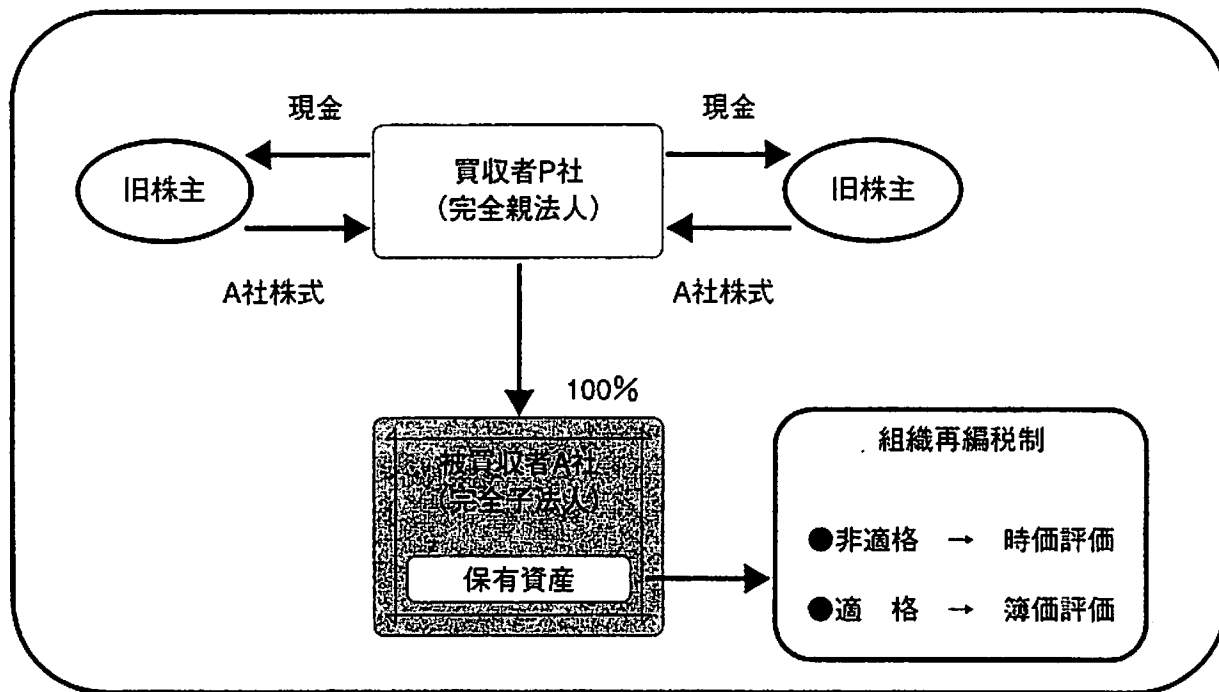 現金
現金
旧株主
買収者P社
(完全親法人)
旧株主
A社株式
A社株式
100%
被買収者A社
(完全子法人)
保有資産
組織再編税制
●非適格 → 時価評価
●適 格 → 簿価評価